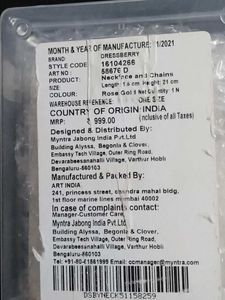 MONTH & YEAR OF MANUFACTURE: 1/2021
BRAND DRESSBERRY
STYLE CODE 16104266
ART NO 5867E D
PRODUCT Necklace and Chains
SIZE Length: 1.6 cm Height: 21 cm
COLOUR: Rose Gold Net Quantity 1 N
WAREHOUSE REFERENCE: ONE SIZE
COUNTRY OF ORIGIN:INDIA
MRP: ₹ 999.00 (Inclusive of all Taxes)
Designed & Distributed By:
Myntra Jabong India Pvt.Ltd
Building Alyssa, Begonia & Clover,
Embassy Tech Village, Outer Ring Road,
Devarabeesanahalli Village, Varthur Hobli
Bengaluru-560103
Manufactured & Packed By:
ART INDIA
241, princess street, chandra mahal bldg,
1st floor marine lines mumbai 40002
In case of complaints contact:
Manager-Customer Care,
Myntra Jabong India Pvt.Ltd
Building Alyssa, Begonia & Clover,
Embassy Tech Village, Outer Ring Road,
Devarabeesanahalli Village, Varthur Hobli
Bengaluru-560103
Tel: +91-80-61561999 Email: ccmanager@myntra.com
DSBYNECK51158259